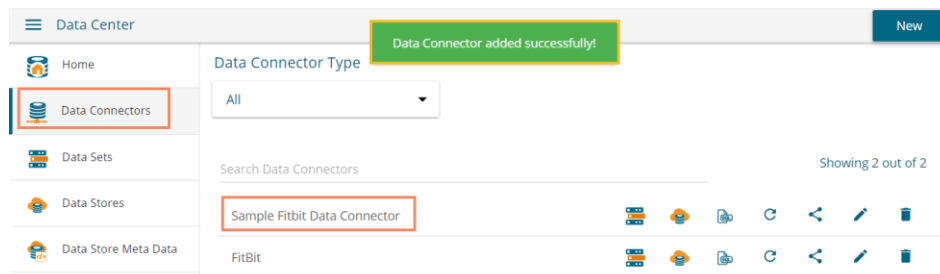 Data Center
Data Connector added successfully!
New
Home
Data Connector Type
Data Connectors
All
Data Sets
Search Data Connectors
Showing 2 out of 2
Data Stores
Sample Fitbit Data Connector
Data Store Meta Data
FitBit